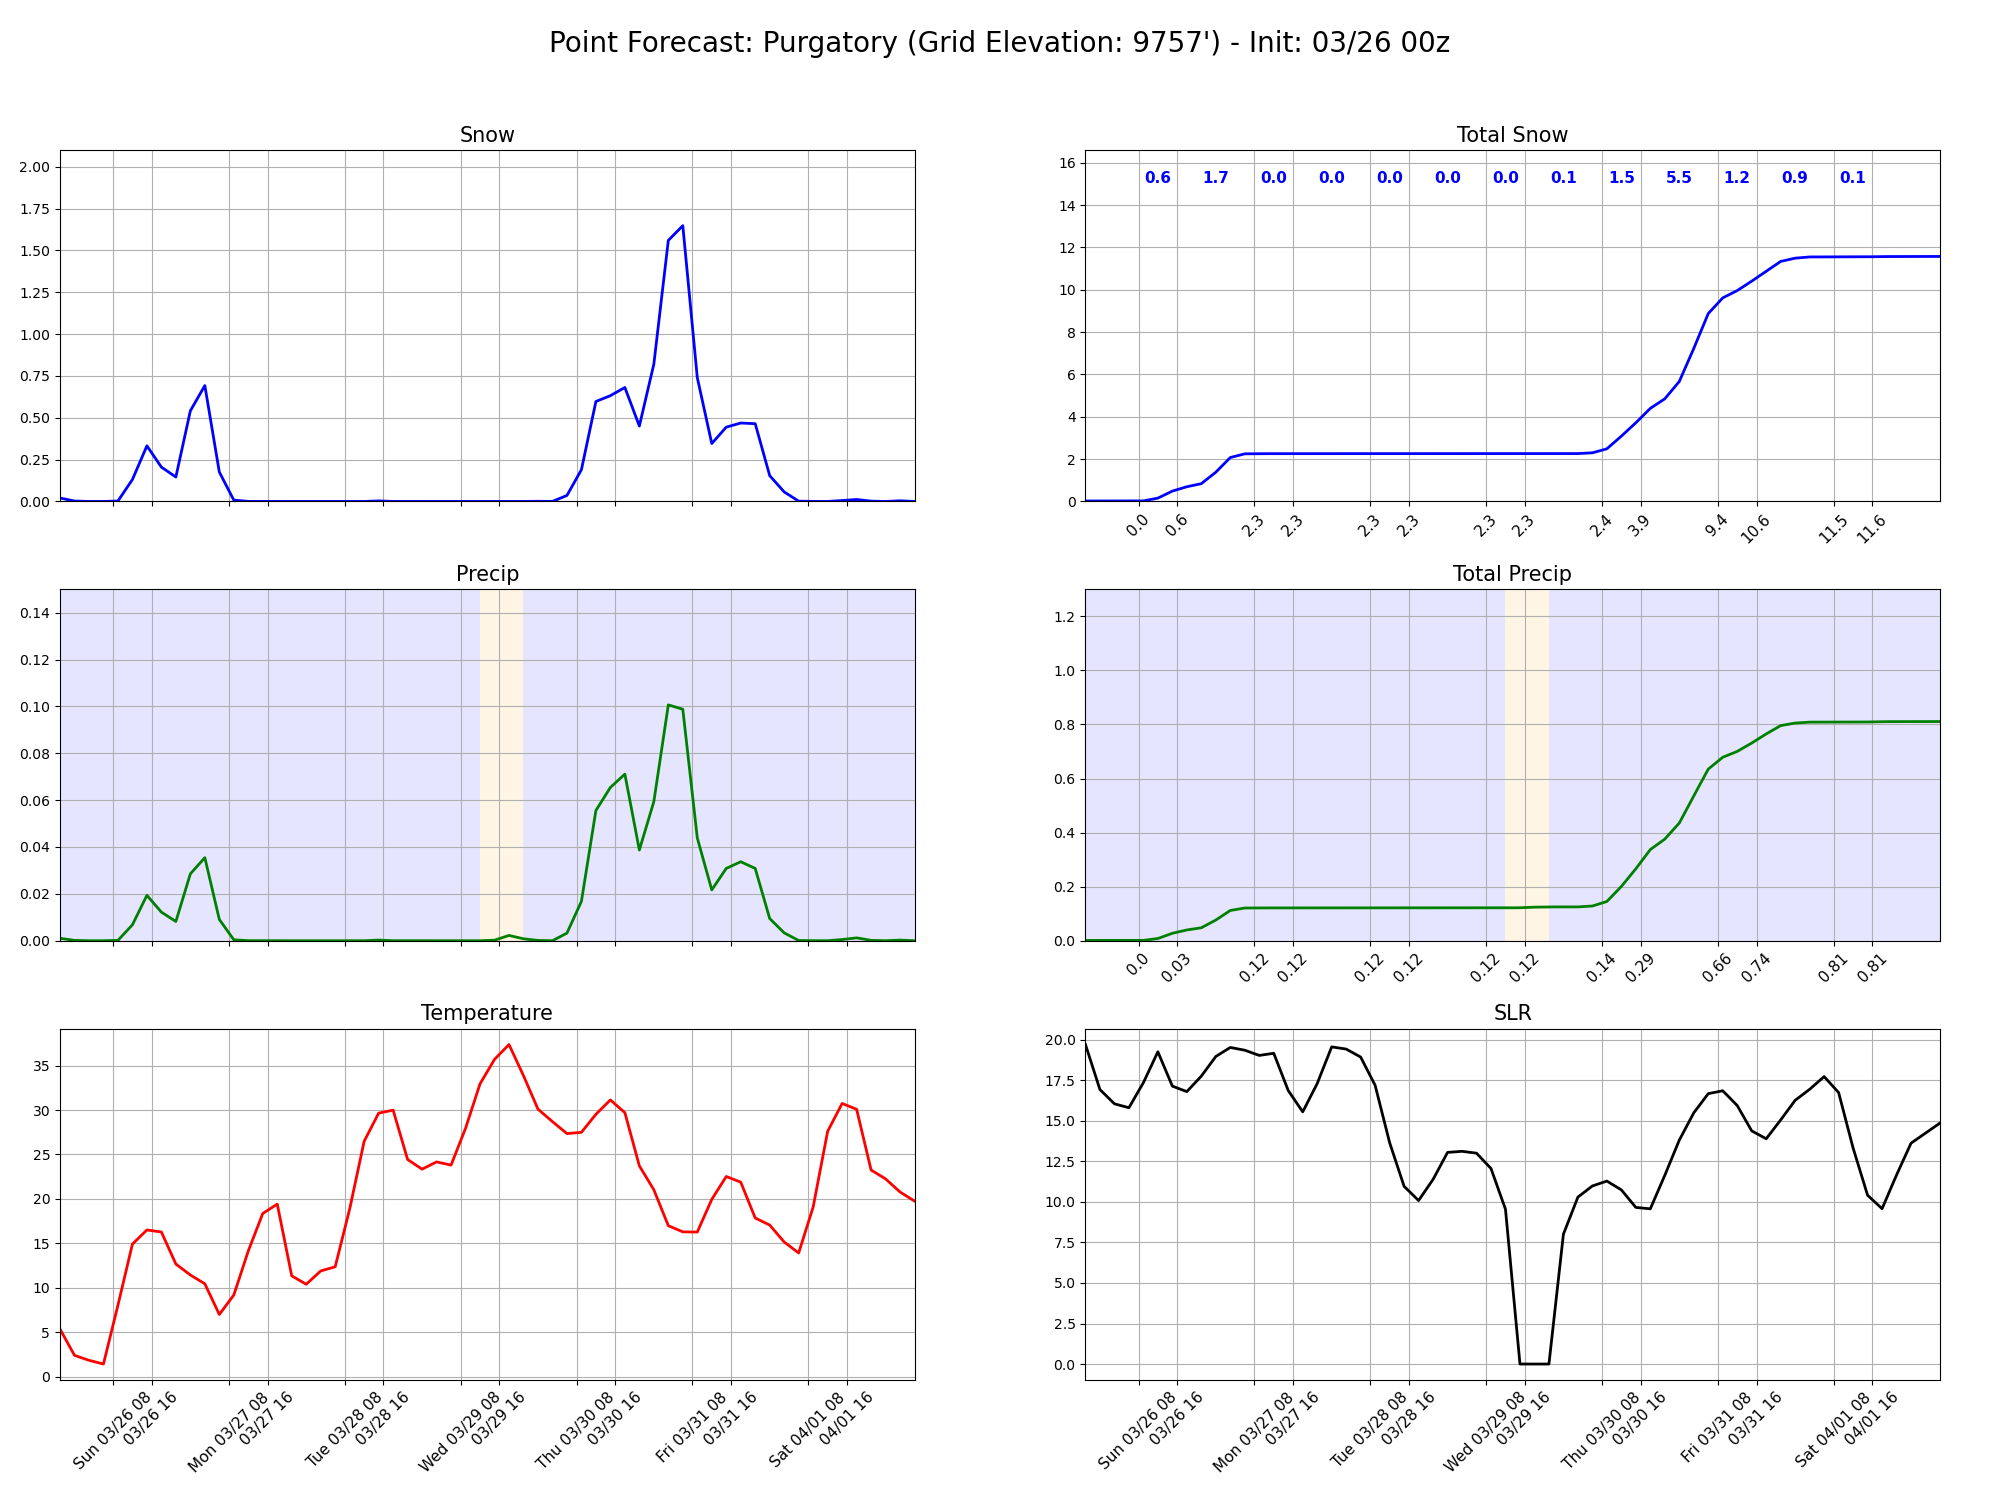 Point Forecast: Purgatory (Grid Elevation: 9757') - Init: 03/26 00z
Snow
2.00
1.75
1.50
1.25
1.00
0.75
0.50
0.25
0.00
Total Snow
16
14
12
10
8
6
4
2
0
0.6 1.7 0.0 0.0 0.0 0.0 0.0 0.1 1.5 5.5 1.2 0.9 0.1
0.0 0.6 2.3 2.3 2.3 2.3 2.3 2.3 2.4 3.9 9.4 10.6 11.5 11.6
Precip
0.14
0.12
0.10
0.08
0.06
0.04
0.02
0.00
Total Precip
1.2
1.0
0.8
0.6
0.4
0.2
0.0
0.0 0.03 0.12 0.12 0.12 0.12 0.12 0.12 0.14 0.29 0.66 0.74 0.81 0.81
Temperature
35
30
25
20
15
10
5
0
Sun 03/26 08
03/26 16
Mon 03/27 08
03/27 16
Tue 03/28 08
03/28 16
Wed 03/29 08
03/29 16
Thu 03/30 08
03/30 16
Fri 03/31 08
03/31 16
Sat 04/01 08
04/01 16
SLR
20.0
17.5
15.0
12.5
10.0
7.5
5.0
2.5
0.0
Sun 03/26 08
03/26 16
Mon 03/27 08
03/27 16
Tue 03/28 08
03/28 16
Wed 03/29 08
03/29 16
Thu 03/30 08
03/30 16
Fri 03/31 08
03/31 16
Sat 04/01 08
04/01 16